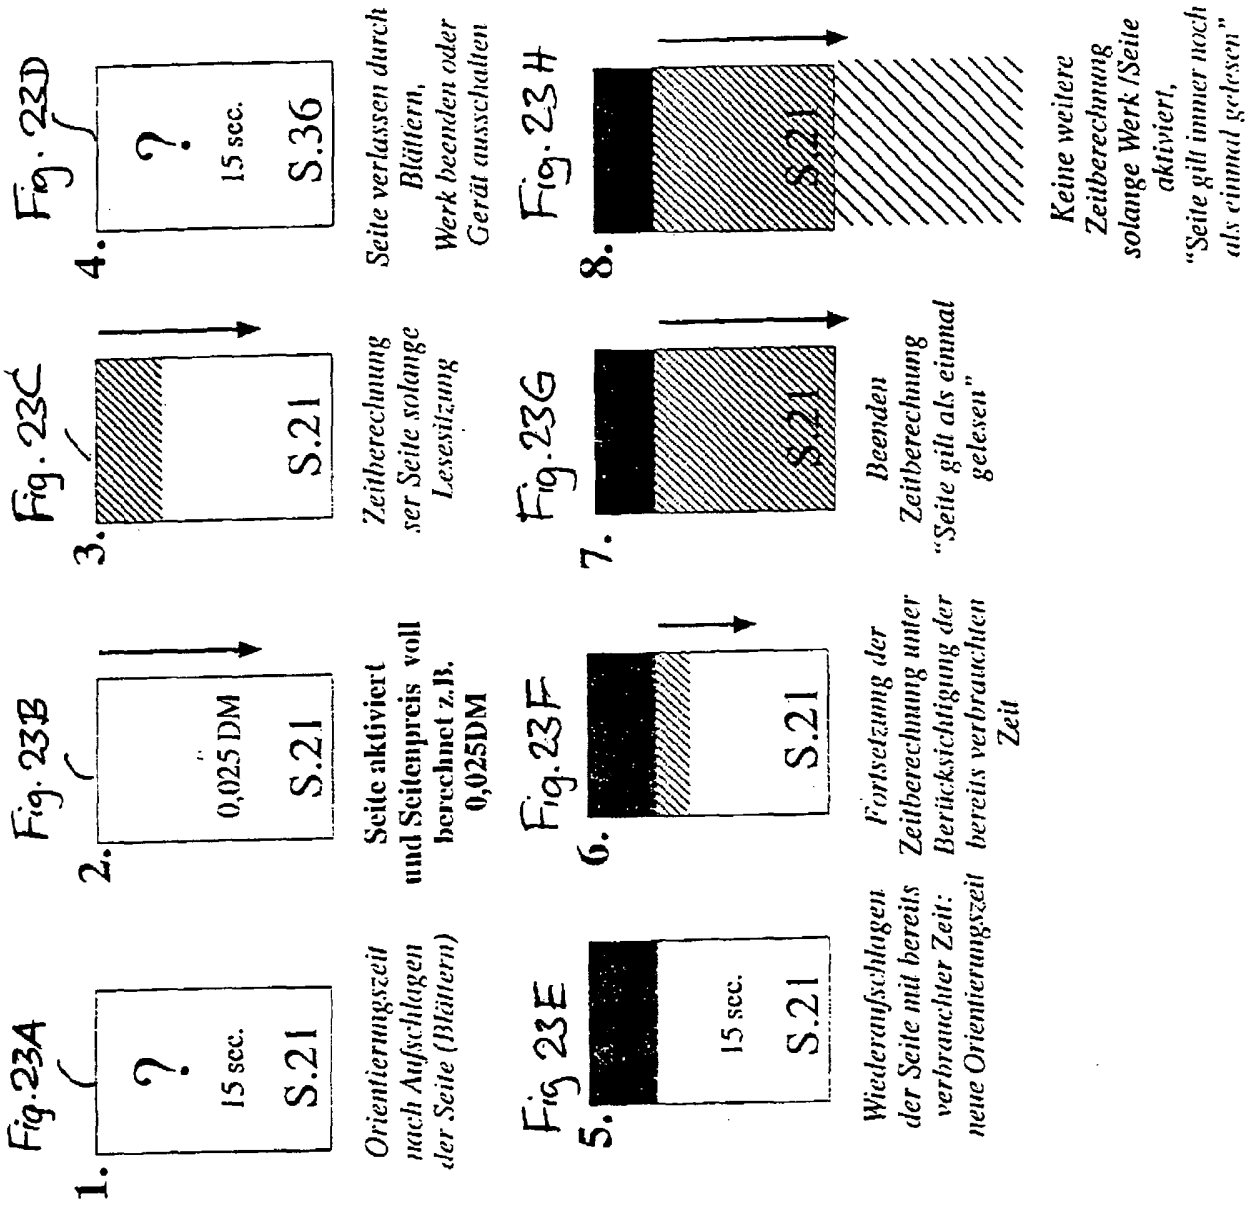 Fig. 23A
1.
?
15 sec.
S.21
Orientierungszeit
nach Aufschlagen
der Seite (Blättern)
Fig. 23B
2.
0,025 DM
S.21
Seite aktiviert
und Seitenpreis voll
berechnet z.B.
0,025DM
Fig. 23C
3.
S.21
Zeitberechnung
ser Seite solange
Lesesitzung
Fig. 23D
4.
?
15 sec.
S.36
Seite verlassen durch
Blättern,
Werk beenden oder
Gerät ausschalten
Fig 23E
5.
15 sec.
S.21
Wiederaufschlagen
der Seite mit bereits
verbrauchter Zeit:
neue Orientierungszeit
Fig. 23F
6.
S.21
Fortsetzung der
Zeitberechnung unter
Berücksichtigung der
bereits verbrauchten
Zeit
Fig. 23G
7.
S.21
Beenden
Zeitberechnung
“Seite gilt als einmal
gelesen”
Fig. 23H
8.
S.21
Keine weitere
Zeitberechnung
solange Werk /Seite
aktiviert,
“Seite gilt immer noch
als einmal gelesen”